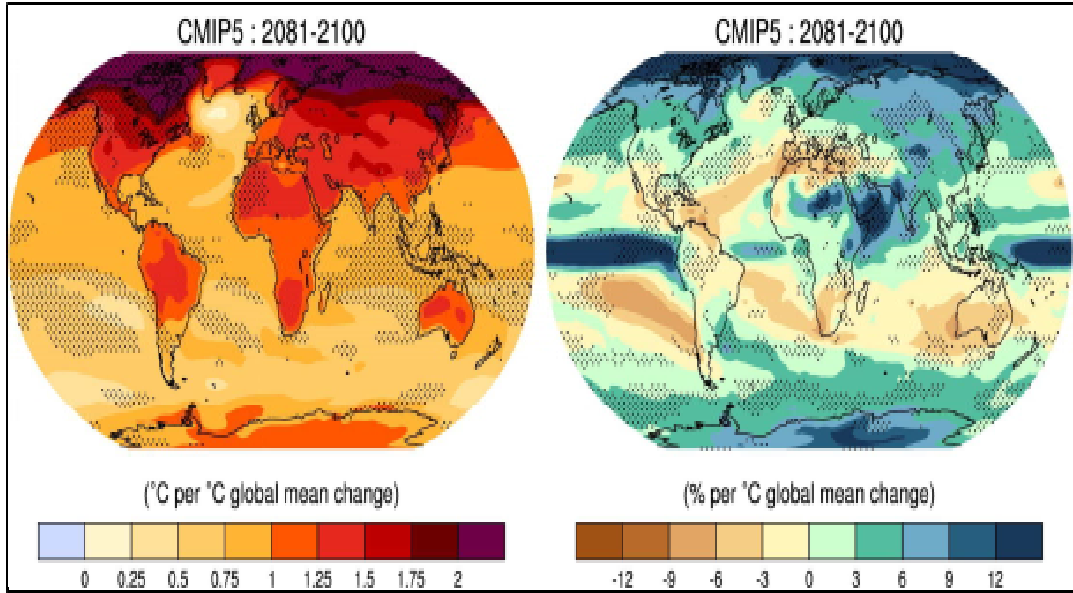 CMIP5 : 2081-2100
CMIP5 : 2081-2100
(°C per °C global mean change)
(% per °C global mean change)
0 0.25 0.5 0.75 1 1.25 1.5 1.75 2
-12 -9 -6 -3 0 3 6 9 12